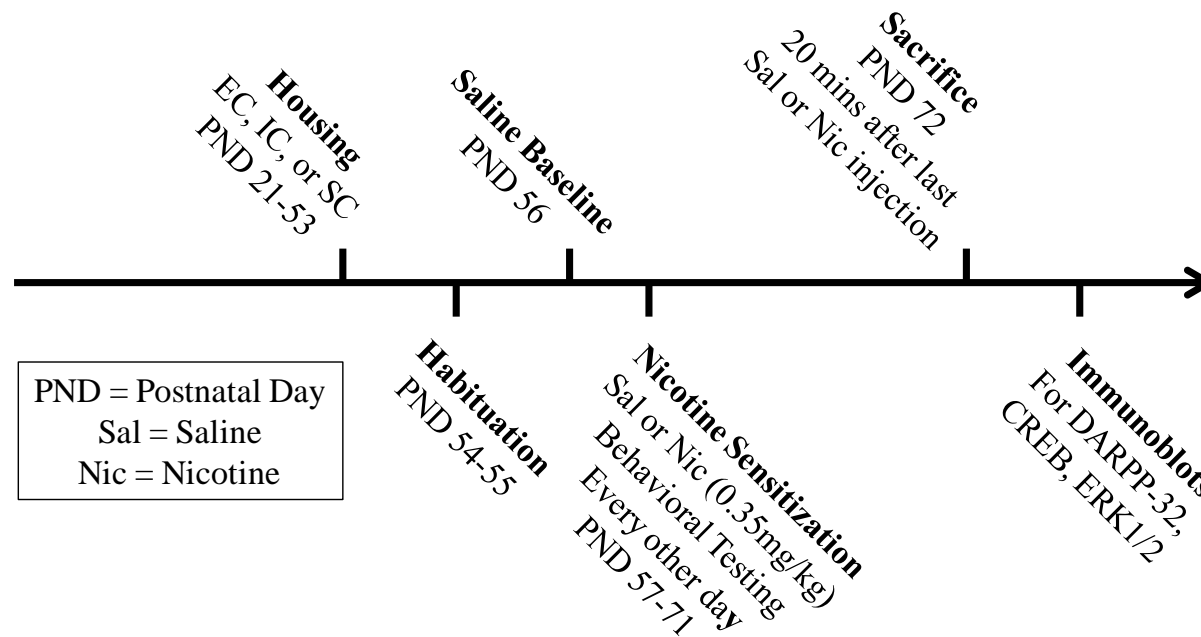 Housing
EC, IC, or SC
PND 21-53
Saline Baseline
PND 56
Sacrifice
PND 72
20 mins after last
Sal or Nic injection
Habituation
PND 54-55
Nicotine Sensitization
Sal or Nic (0.35mg/kg)
Behavioral Testing
Every other day
PND 57-71
Immunoblots
For DARPP-32,
CREB, ERK1/2
PND = Postnatal Day
Sal = Saline
Nic = Nicotine